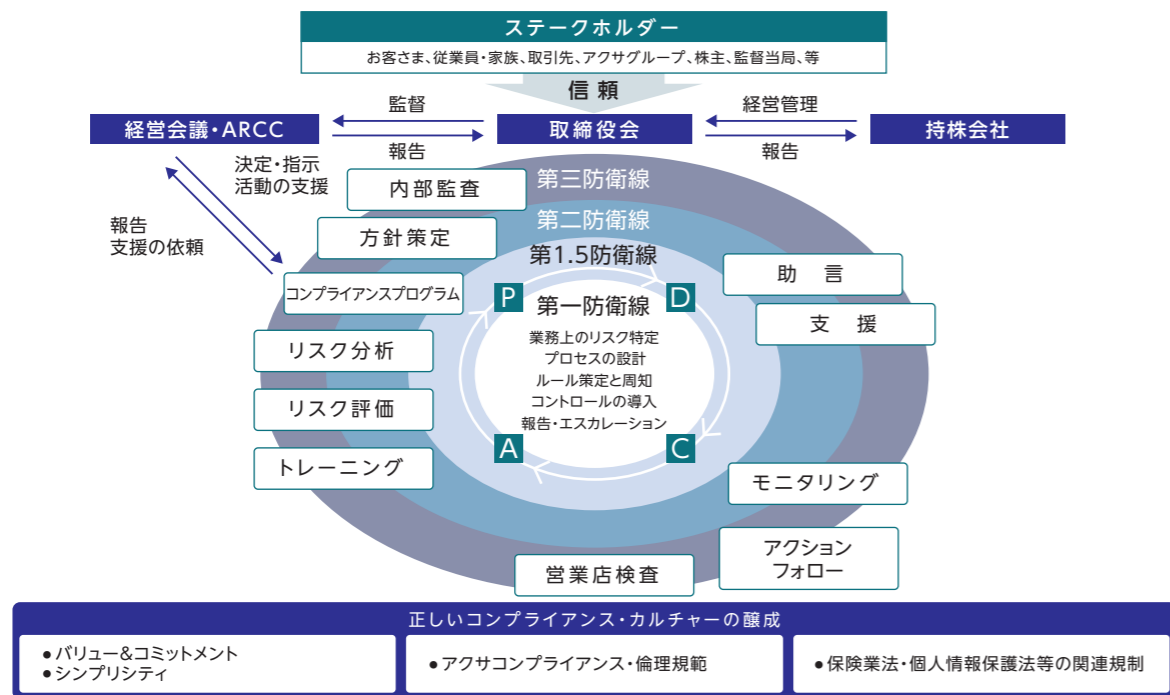 ステークホルダー
お客さま、従業員・家族、取引先、アクサグループ、株主、監督当局、等
信頼
監督
経営管理
経営会議・ARCC
取締役会
持株会社
報告
報告
決定・指示
活動の支援
報告
支援の依頼
内部監査
第三防衛線
方針策定
第二防衛線
第1.5防衛線
コンプライアンスプログラム
助言
支援
P
D
第一防衛線
業務上のリスク特定
プロセスの設計
ルール策定と周知
コントロールの導入
報告・エスカレーション
リスク分析
リスク評価
A
C
トレーニング
モニタリング
アクション
フォロー
営業店検査
正しいコンプライアンス・カルチャーの醸成
●バリュー&コミットメント
●シンプリシティ
●アクサコンプライアンス・倫理規範
●保険業法・個人情報保護法等の関連規制